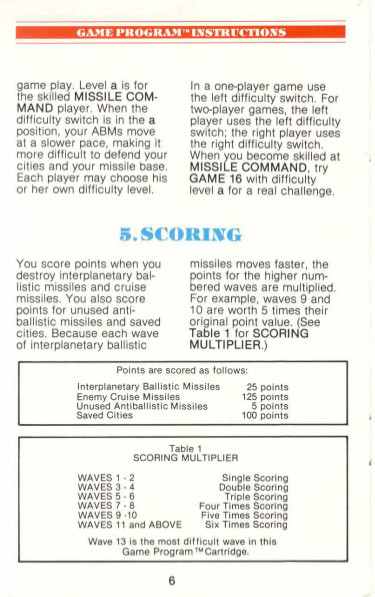 GAME PROGRAM™ INSTRUCTIONS
game play. Level a is for
the skilled MISSILE COM-
MAND player. When the
difficulty switch is in the a
position, your ABMs move
at a slower pace, making it
more difficult to defend your
cities and your missile base.
Each player may choose his
or her own difficulty level.
In a one-player game use
the left difficulty switch. For
two-player games, the left
player uses the left difficulty
switch; the right player uses
the right difficulty switch.
When you become skilled at
MISSILE COMMAND, try
GAME 16 with difficulty
level a for a real challenge.
5. SCORING
You score points when you
destroy interplanetary bal-
listic missiles and cruise
missiles. You also score
points for unused anti-
ballistic missiles and saved
cities. Because each wave
of interplanetary ballistic
missiles moves faster, the
points for the higher num-
bered waves are multiplied.
For example, waves 9 and
10 are worth 5 times their
original point value. (See
Table 1 for SCORING
MULTIPLIER.)
Points are scored as follows:
Interplanetary Ballistic Missiles 25 points
Enemy Cruise Missiles 125 points
Unused Antiballistic Missiles 5 points
Saved Cities 100 points
Table 1
SCORING MULTIPLIER
WAVES 1 - 2 Single Scoring
WAVES 3 - 4 Double Scoring
WAVES 5 - 6 Triple Scoring
WAVES 7 - 8 Four Times Scoring
WAVES 9 -10 Five Times Scoring
WAVES 11 and ABOVE Six Times Scoring
Wave 13 is the most difficult wave in this
Game Program™ Cartridge.
6